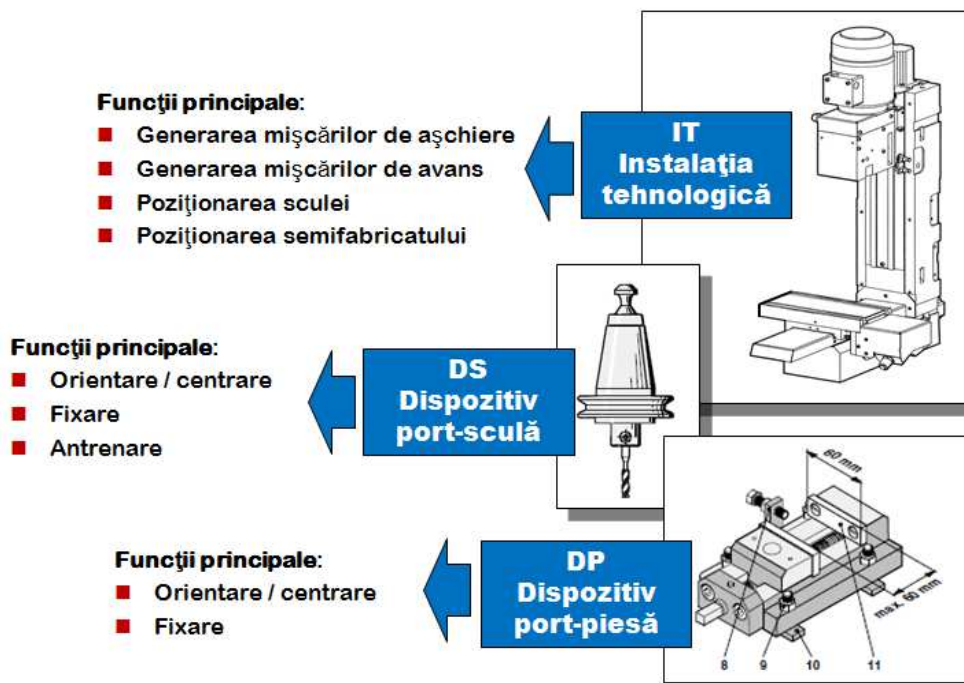 Funcţii principale:
Generarea mişcărilor de aşchiere
Generarea mişcărilor de avans
Poziţionarea sculei
Poziţionarea semifabricatului
IT
Instalaţia
tehnologică
Funcţii principale:
Orientare / centrare
Fixare
Antrenare
DS
Dispozitiv
port-sculă
Funcţii principale:
Orientare / centrare
Fixare
DP
Dispozitiv
port-piesă
60 mm
max. 60 mm
8 9 10 11